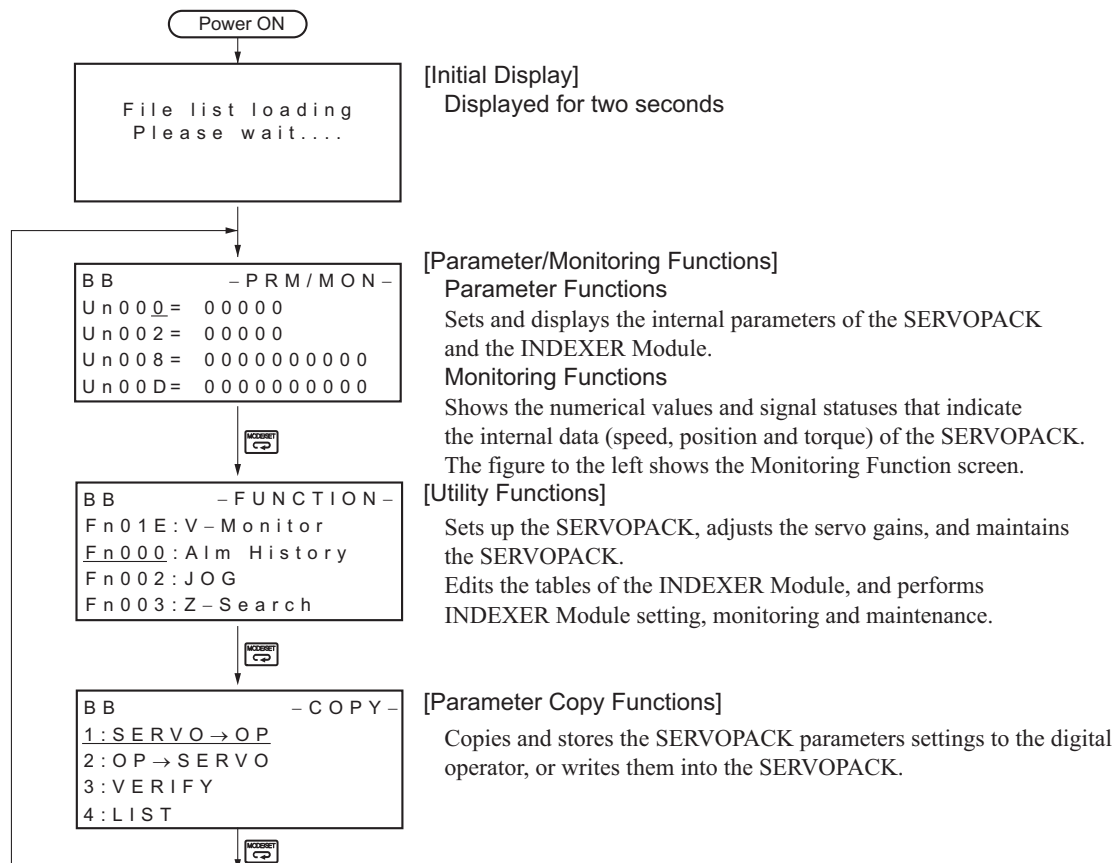 Power ON
File list loading
Please wait....
[Initial Display]
Displayed for two seconds
BB –PRM/MON–
Un000= 00000
Un002= 00000
Un008= 0000000000
Un00D= 0000000000
[Parameter/Monitoring Functions]
Parameter Functions
Sets and displays the internal parameters of the SERVOPACK
and the INDEXER Module.
Monitoring Functions
Shows the numerical values and signal statuses that indicate
the internal data (speed, position and torque) of the SERVOPACK.
The figure to the left shows the Monitoring Function screen.
MODE/SET
BB –FUNCTION–
Fn01E:V–Monitor
Fn000:Alm History
Fn002:JOG
Fn003:Z–Search
[Utility Functions]
Sets up the SERVOPACK, adjusts the servo gains, and maintains
the SERVOPACK.
Edits the tables of the INDEXER Module, and performs
INDEXER Module setting, monitoring and maintenance.
MODE/SET
BB –COPY–
1:SERVO→OP
2:OP→SERVO
3:VERIFY
4:LIST
[Parameter Copy Functions]
Copies and stores the SERVOPACK parameters settings to the digital
operator, or writes them into the SERVOPACK.
MODE/SET